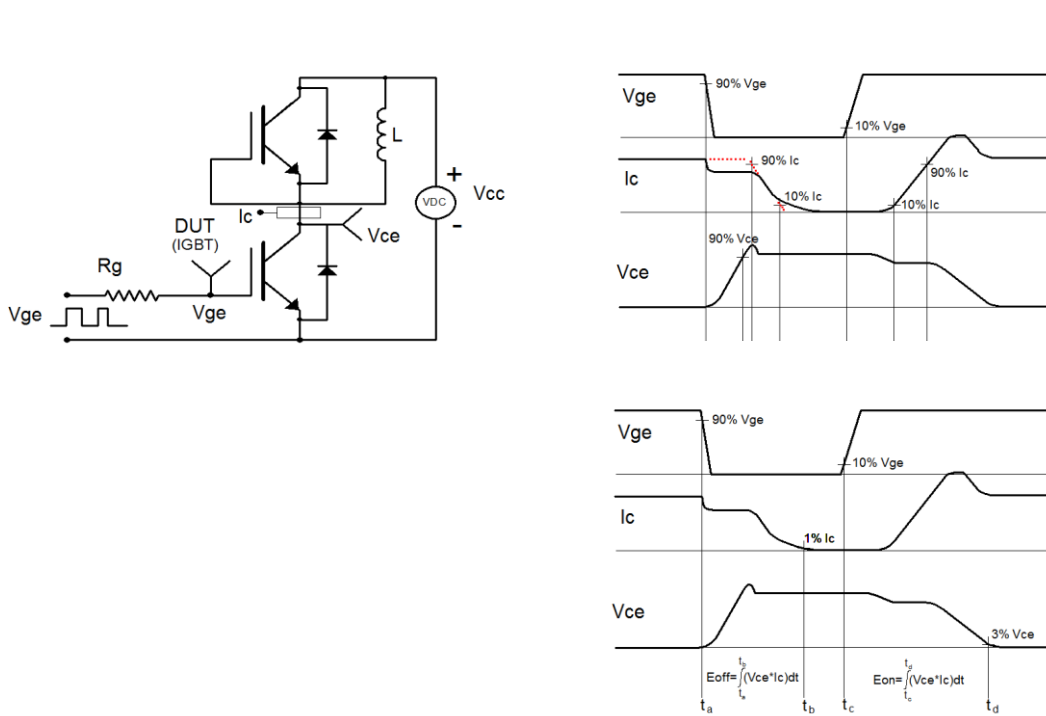 L
+
VDC
Vcc
-
Ic
Vce
DUT
(IGBT)
Rg
Vge
Vge
Vge
90% Vge
10% Vge
Ic
90% Ic
10% Ic
90% Ic
10% Ic
Vce
90% Vce
Vge
90% Vge
10% Vge
Ic
1% Ic
Vce
3% Vce
Eoff=∫(Vce*Ic)dt
Eon=∫(Vce*Ic)dt
ta
tb
tc
td